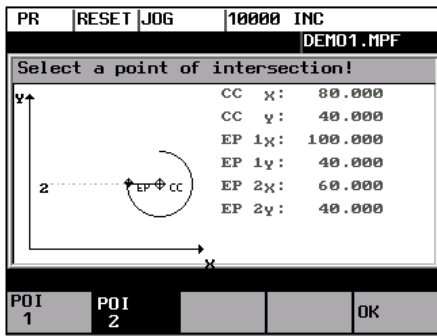 PR RESET JOG 10000 INC
DEMO1.MPF
Select a point of intersection!
Y
CC x: 80.000
CC y: 40.000
EP 1x: 100.000
EP 1y: 40.000
EP 2x: 60.000
EP 2y: 40.000
2 EP CC
X
POI 1 POI 2 OK